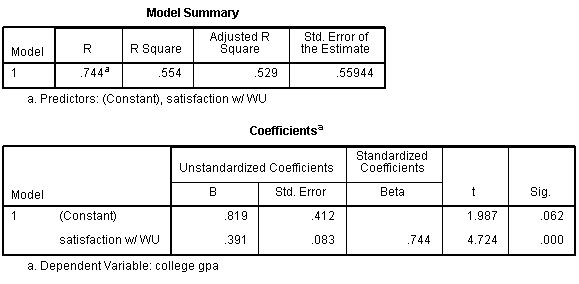 Model Summary
Model R R Square Adjusted R Square Std. Error of the Estimate
1 .744a .554 .529 .55944
a. Predictors: (Constant), satisfaction w/ WU
Coefficientsa
Model Unstandardized Coefficients Standardized Coefficients t Sig.
B Std. Error Beta
1 (Constant) .819 .412 1.987 .062
satisfaction w/ WU .391 .083 .744 4.724 .000
a. Dependent Variable: college gpa